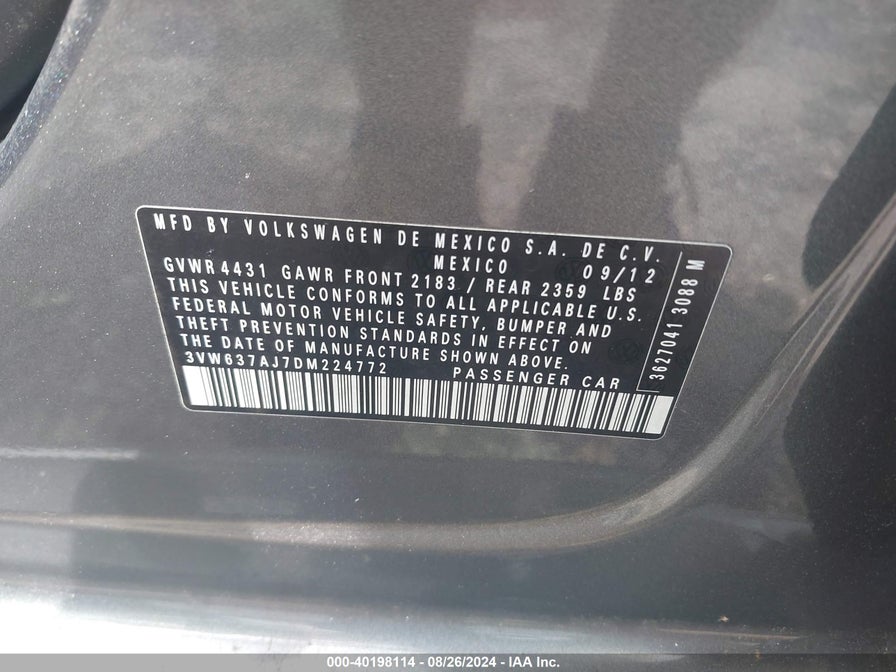 MFD BY VOLKSWAGEN DE MEXICO S.A. DE C.V.
MEXICO 09/12
GVWR 4431 GAWR FRONT 2183 / REAR 2359 LBS
THIS VEHICLE CONFORMS TO ALL APPLICABLE U.S.
FEDERAL MOTOR VEHICLE SAFETY, BUMPER AND
THEFT PREVENTION STANDARDS IN EFFECT ON
THE DATE OF MANUFACTURE SHOWN ABOVE.
3VW637AJ7DM224772 PASSENGER CAR
3627041 3088 M
000-40198114 - 08/26/2024 - IAA Inc.